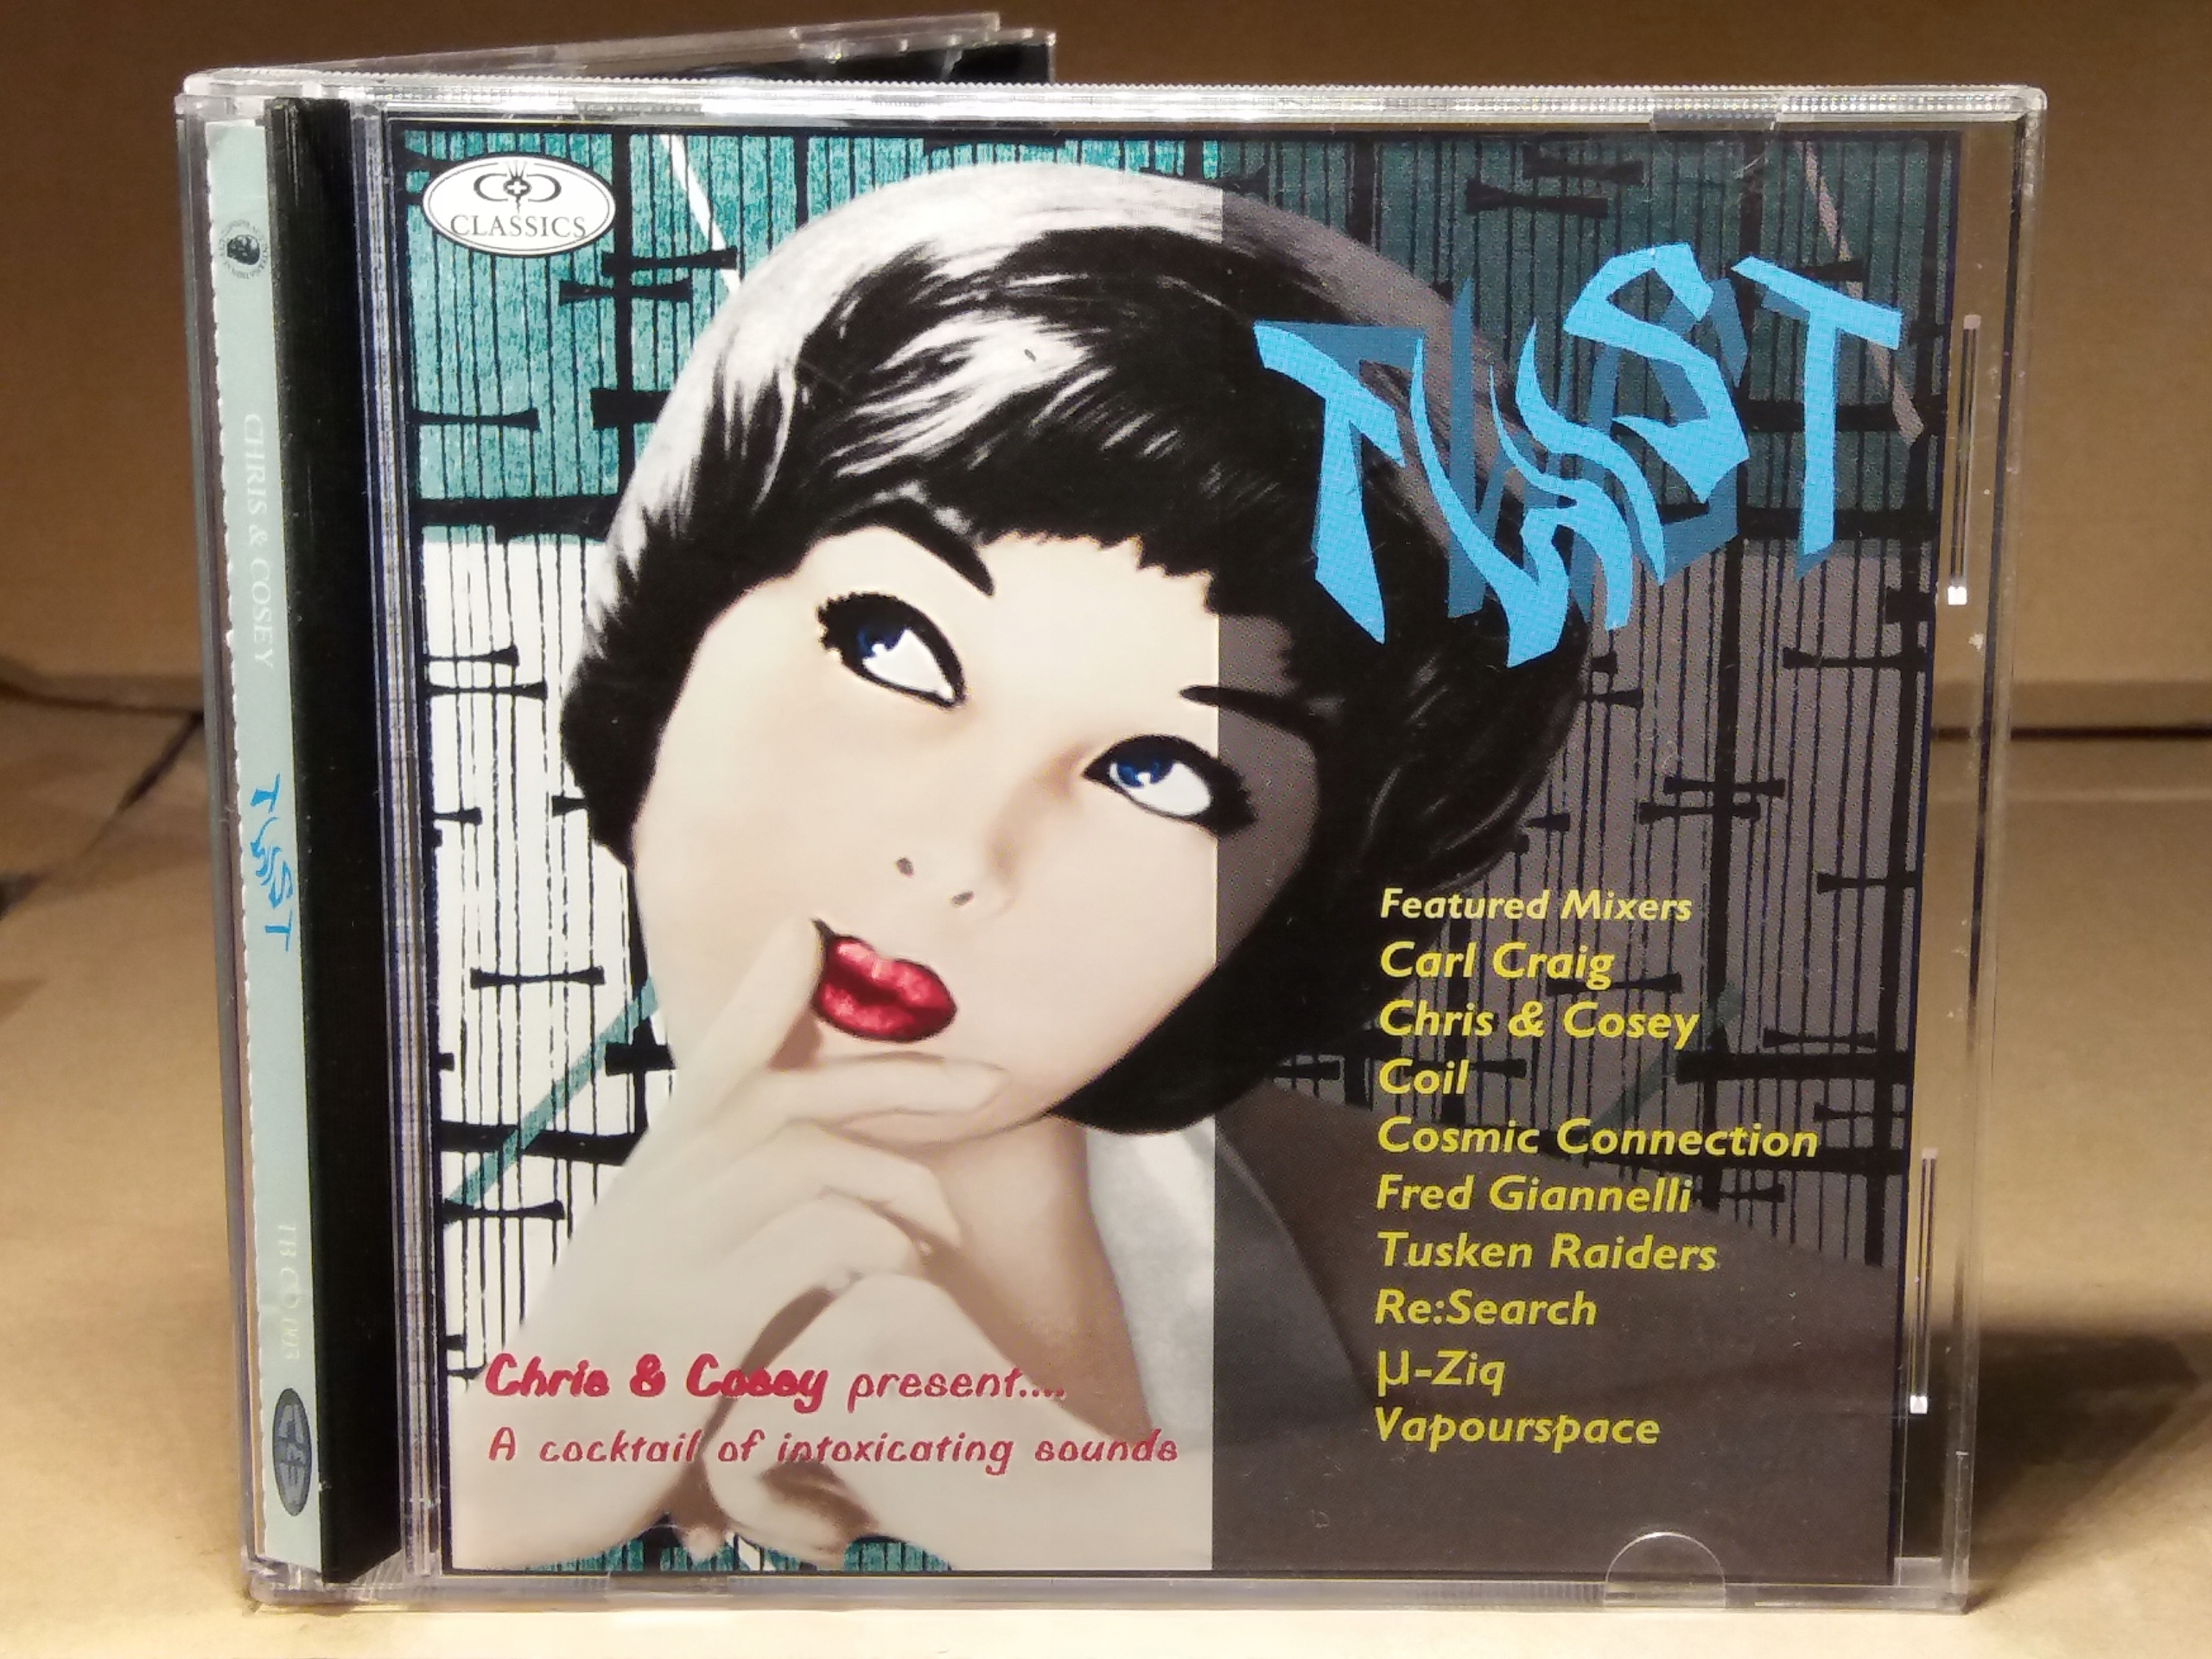 CLASSICS
TWIST
Featured Mixers
Carl Craig
Chris & Cosey
Coil
Cosmic Connection
Fred Giannelli
Tusken Raiders
Re:Search
µ-Ziq
Vapourspace
Chris & Cosey present....
A cocktail of intoxicating sounds
CHRIS & COSEY
TWIST